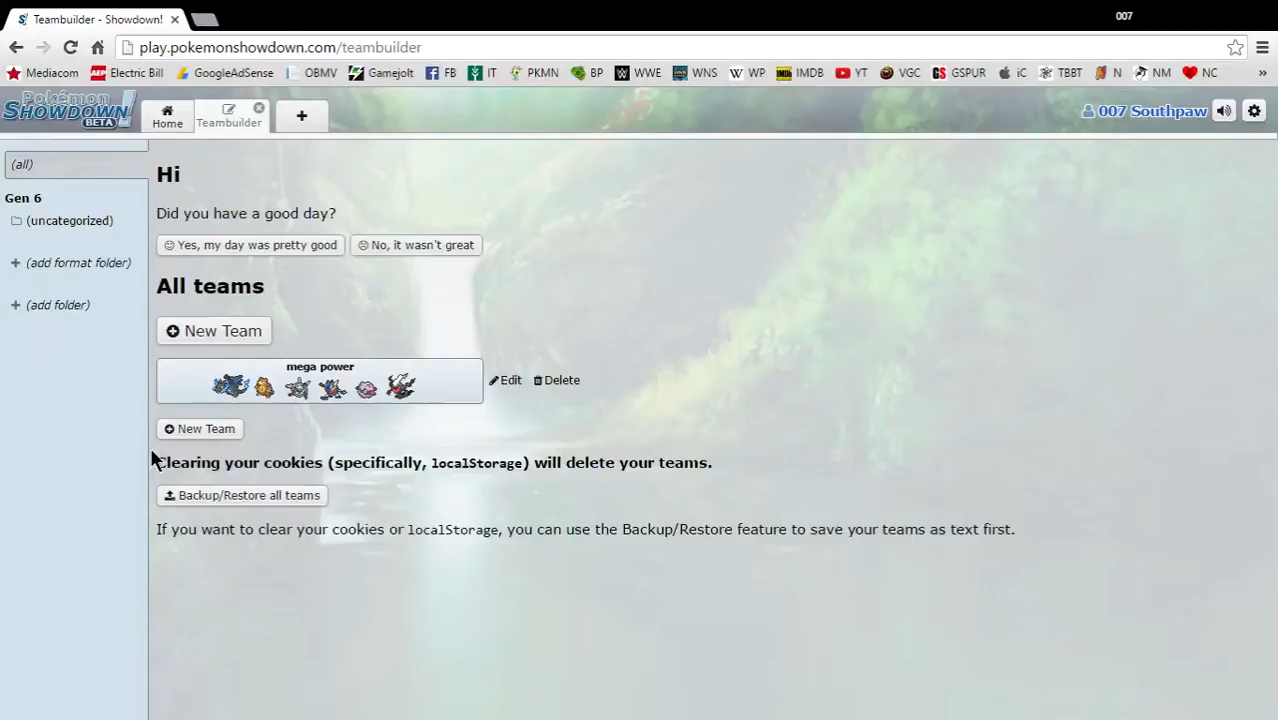 007
Teambuilder - Showdown!
play.pokemonshowdown.com/teambuilder
Mediacom Electric Bill GoogleAdSense OBMV Gamejolt FB IT PKMN BP WWE WNS WP IMDB YT VGC GSPUR iC TBBT N NM NC »
Pokémon
SHOWDOWN!
BETA
Home
Teambuilder
007 Southpaw
(all)
Gen 6
(uncategorized)
(add format folder)
(add folder)
Hi
Did you have a good day?
Yes, my day was pretty good No, it wasn't great
All teams
New Team
mega power
Edit Delete
New Team
Clearing your cookies (specifically, localStorage) will delete your teams.
Backup/Restore all teams
If you want to clear your cookies or localStorage, you can use the Backup/Restore feature to save your teams as text first.